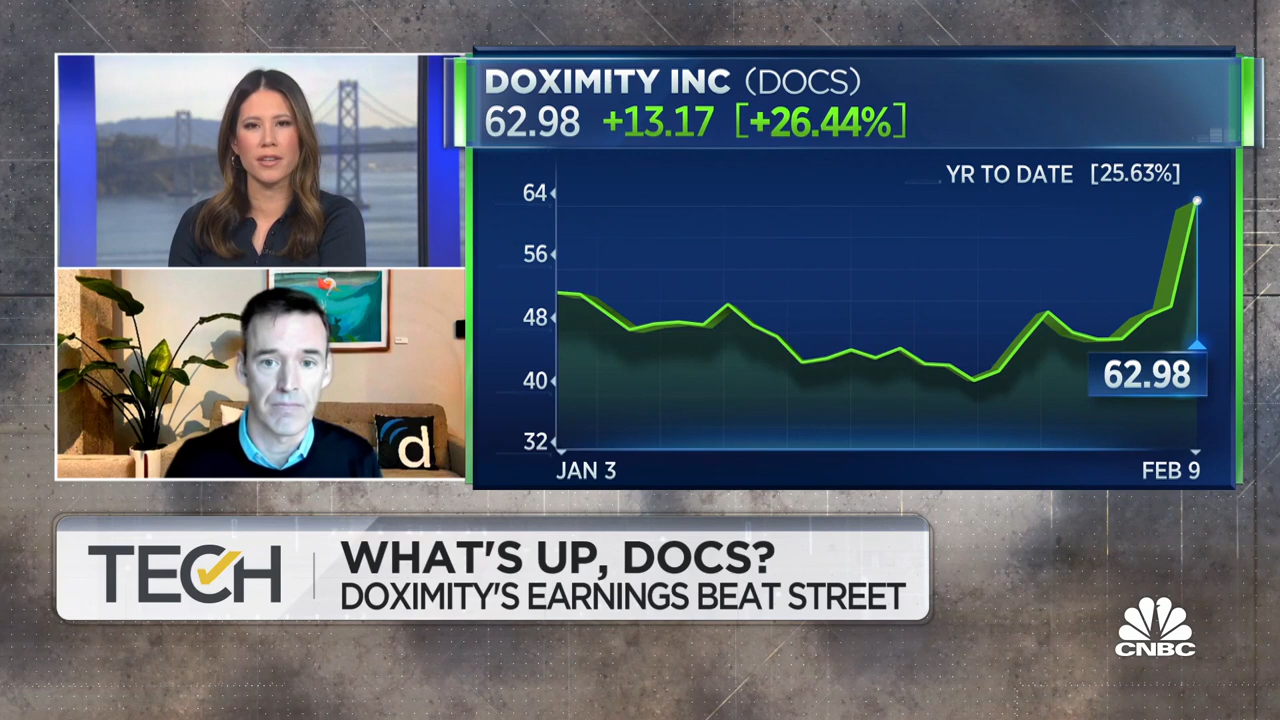 DOXIMITY INC (DOCS)
62.98 +13.17 [+26.44%]
YR TO DATE [25.63%]
64
56
48
40
32
62.98
JAN 3
FEB 9
d
TECH
WHAT'S UP, DOCS?
DOXIMITY'S EARNINGS BEAT STREET
CNBC